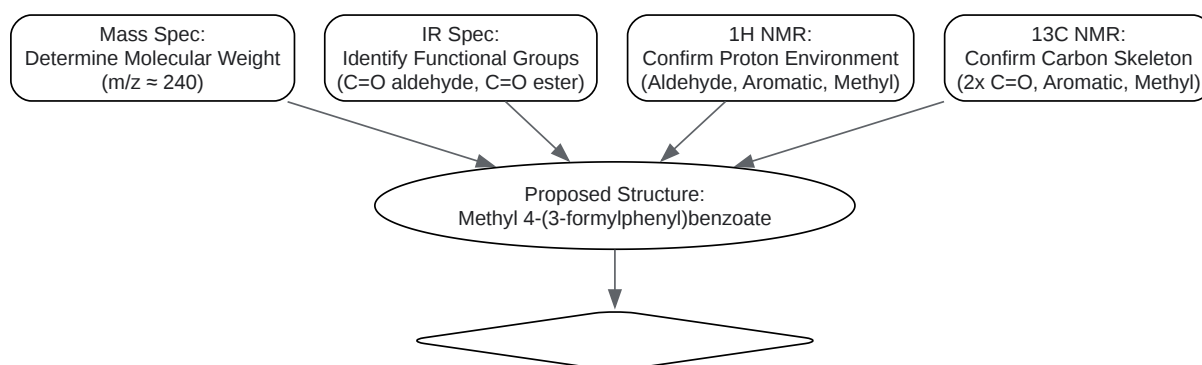 Mass Spec:
Determine Molecular Weight
(m/z ≈ 240)
IR Spec:
Identify Functional Groups
(C=O aldehyde, C=O ester)
1H NMR:
Confirm Proton Environment
(Aldehyde, Aromatic, Methyl)
13C NMR:
Confirm Carbon Skeleton
(2x C=O, Aromatic, Methyl)
Proposed Structure:
Methyl 4-(3-formylphenyl)benzoate